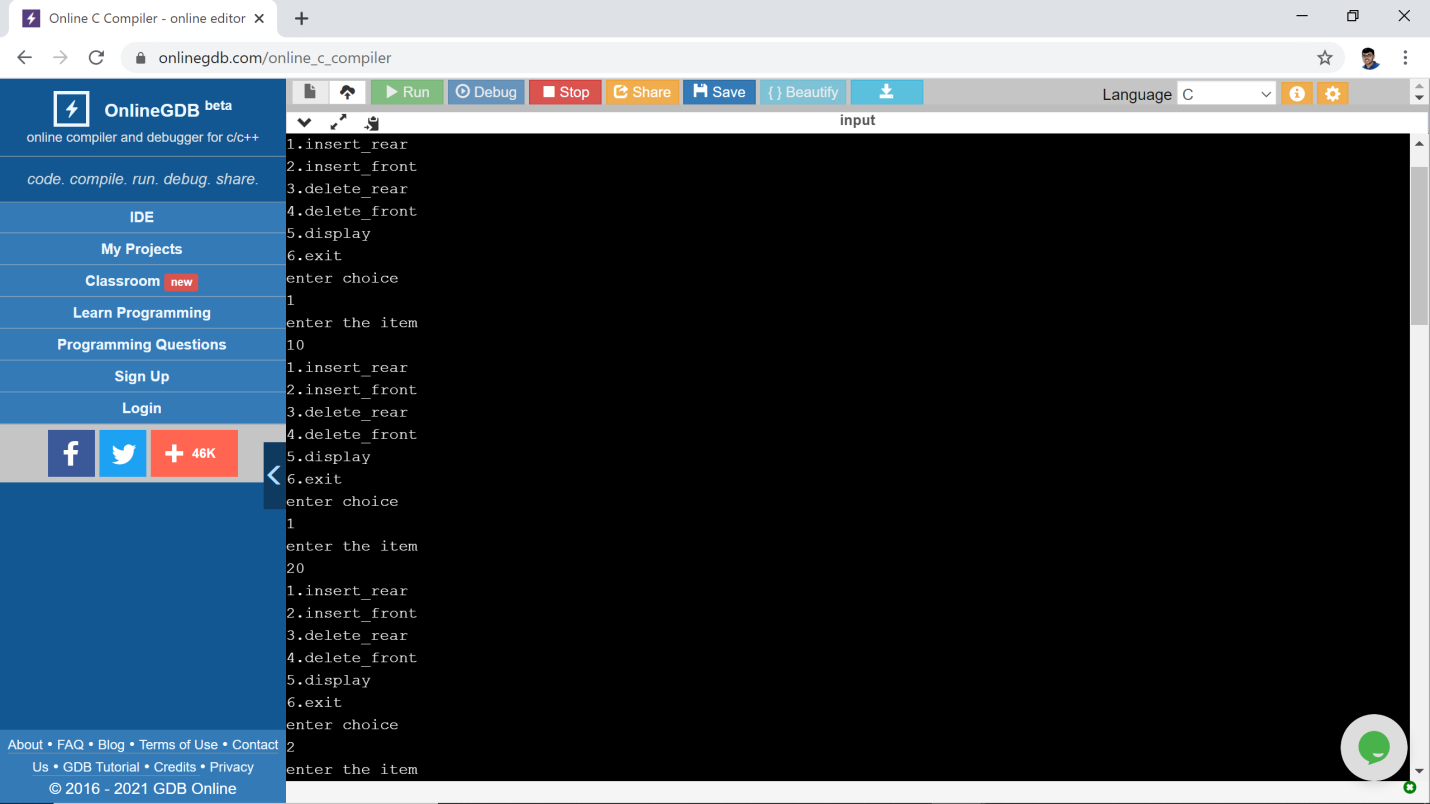 Online C Compiler - online editor
onlinegdb.com/online_c_compiler
OnlineGDB beta
online compiler and debugger for c/c++
code. compile. run. debug. share.
IDE
My Projects
Classroom new
Learn Programming
Programming Questions
Sign Up
Login
46K
About • FAQ • Blog • Terms of Use • Contact
Us • GDB Tutorial • Credits • Privacy
© 2016 - 2021 GDB Online
Run Debug Stop Share Save { } Beautify Language C
input
1.insert_rear
2.insert_front
3.delete_rear
4.delete_front
5.display
6.exit
enter choice
1
enter the item
10
1.insert_rear
2.insert_front
3.delete_rear
4.delete_front
5.display
6.exit
enter choice
1
enter the item
20
1.insert_rear
2.insert_front
3.delete_rear
4.delete_front
5.display
6.exit
enter choice
2
enter the item